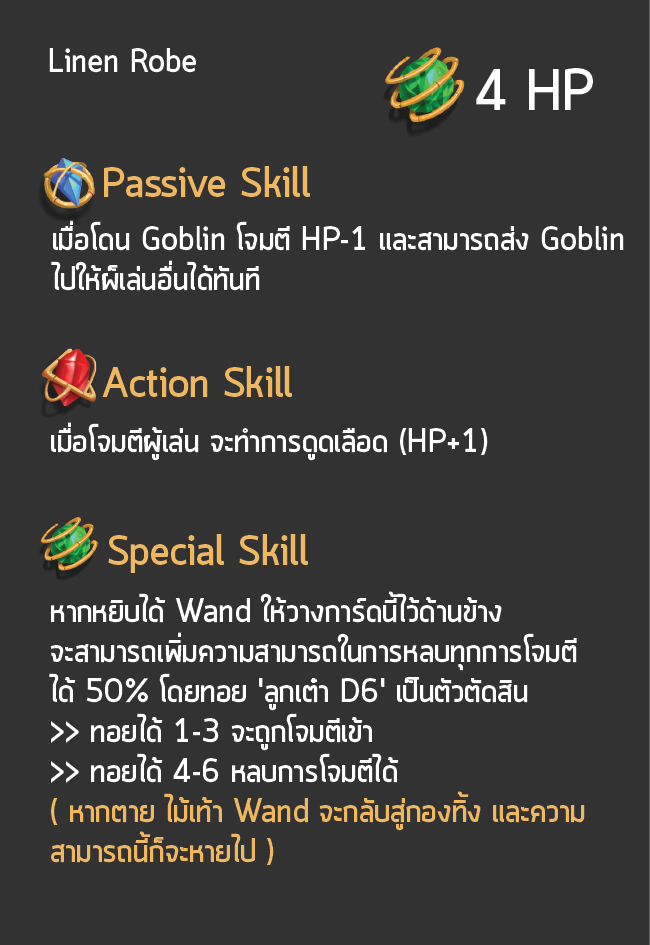 Linen Robe
4 HP
Passive Skill
เมื่อโดน Goblin โจมตี HP-1 และสามารถส่ง Goblin
ไปให้ผ็เล่นอื่นได้ทันที
Action Skill
เมื่อโจมตีผู้เล่น จะทำการดูดเลือด (HP+1)
Special Skill
หากหยิบได้ Wand ให้วางการ์ดนี้ไว้ด้านข้าง
จะสามารถเพิ่มความสามารถในการหลบทุกการโจมตี
ได้ 50% โดยทอย 'ลูกเต๋า D6' เป็นตัวตัดสิน
>> ทอยได้ 1-3 จะถูกโจมตีเข้า
>> ทอยได้ 4-6 หลบการโจมตีได้
( หากตาย ไม้เท้า Wand จะกลับสู่กองทิ้ง และความ
สามารถนี้ก็จะหายไป )